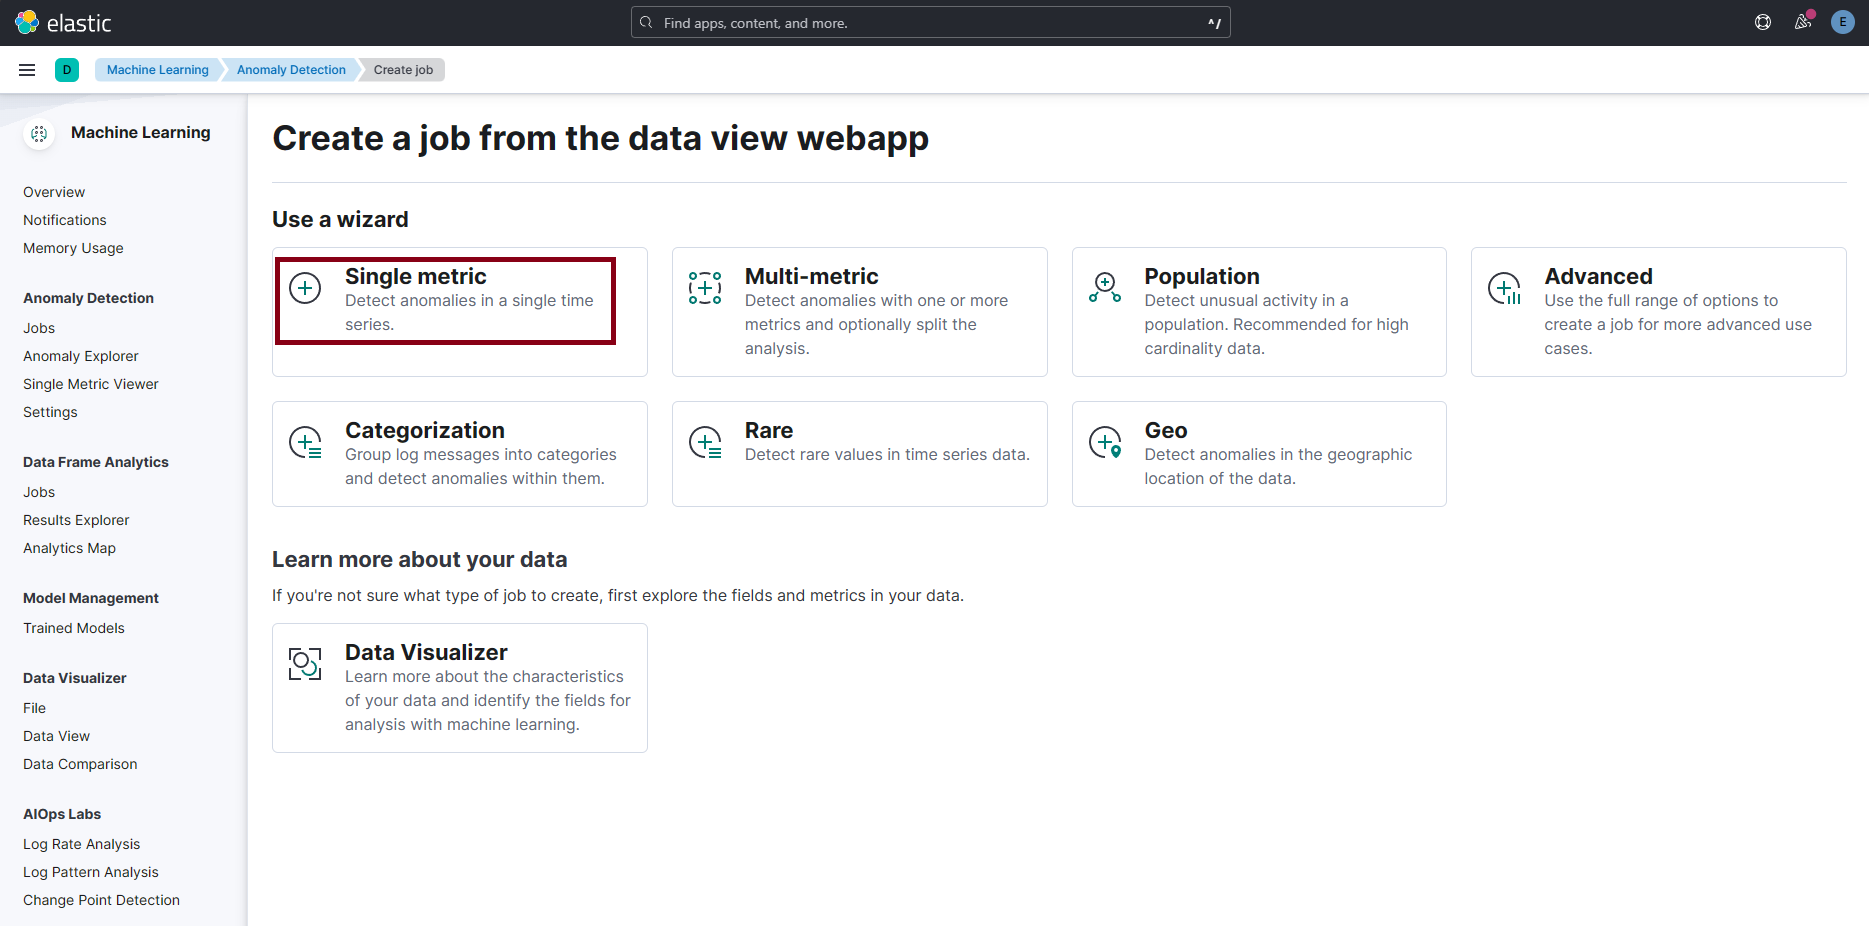 elastic
Find apps, content, and more.
^/
E
D
Machine Learning
Anomaly Detection
Create job
Machine Learning
Overview
Notifications
Memory Usage
Anomaly Detection
Jobs
Anomaly Explorer
Single Metric Viewer
Settings
Data Frame Analytics
Jobs
Results Explorer
Analytics Map
Model Management
Trained Models
Data Visualizer
File
Data View
Data Comparison
AIOps Labs
Log Rate Analysis
Log Pattern Analysis
Change Point Detection
Create a job from the data view webapp
Use a wizard
Single metric
Detect anomalies in a single time
series.
Multi-metric
Detect anomalies with one or more
metrics and optionally split the
analysis.
Population
Detect unusual activity in a
population. Recommended for high
cardinality data.
Advanced
Use the full range of options to
create a job for more advanced use
cases.
Categorization
Group log messages into categories
and detect anomalies within them.
Rare
Detect rare values in time series data.
Geo
Detect anomalies in the geographic
location of the data.
Learn more about your data
If you're not sure what type of job to create, first explore the fields and metrics in your data.
Data Visualizer
Learn more about the characteristics
of your data and identify the fields for
analysis with machine learning.